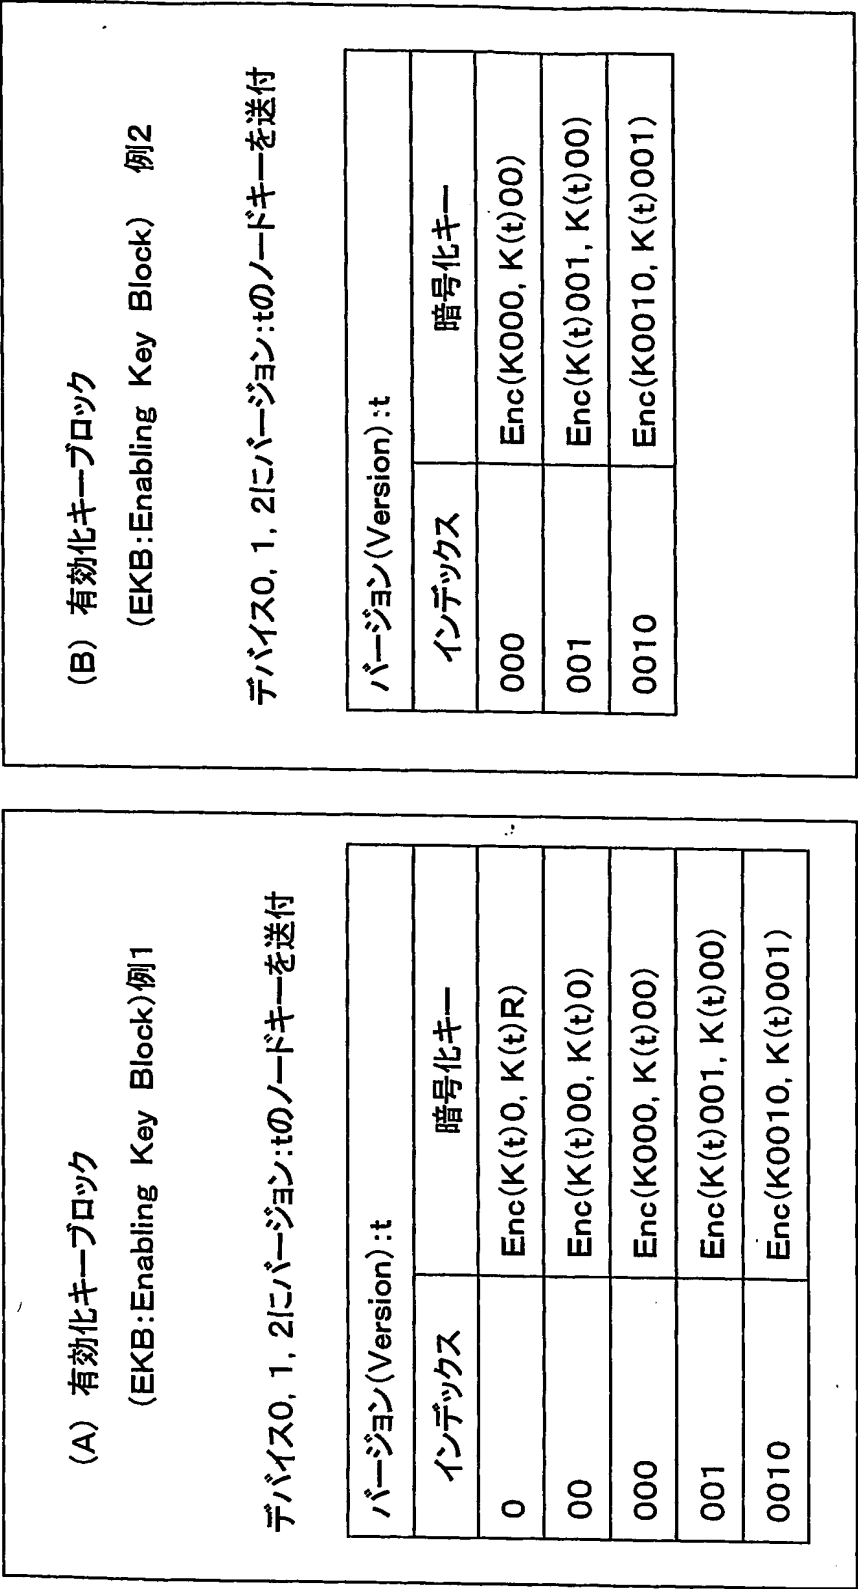 (A) 有効化キーブロック
(EKB:Enabling Key Block)例1
デバイス0, 1, 2にバージョン:tのノードキーを送付
バージョン(Version):t
インデックス 暗号化キー
0 Enc(K(t)0, K(t)R)
00 Enc(K(t)00, K(t)0)
000 Enc(K000, K(t)00)
001 Enc(K(t)001, K(t)00)
0010 Enc(K0010, K(t)001)
(B) 有効化キーブロック
(EKB:Enabling Key Block) 例2
デバイス0, 1, 2にバージョン:tのノードキーを送付
バージョン(Version):t
インデックス 暗号化キー
000 Enc(K000, K(t)00)
001 Enc(K(t)001, K(t)00)
0010 Enc(K0010, K(t)001)